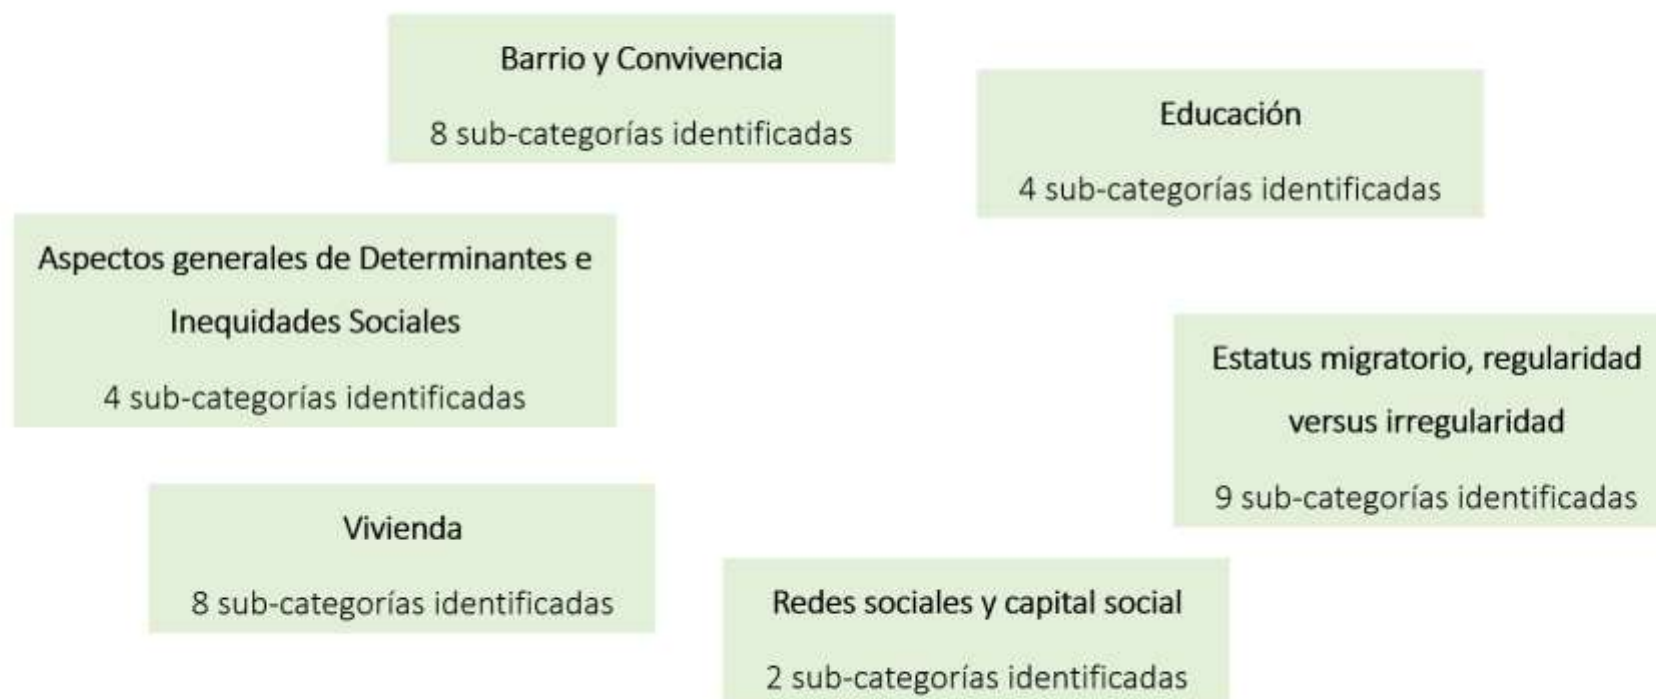 Barrio y Convivencia
8 sub-categorías identificadas
Educación
4 sub-categorías identificadas
Aspectos generales de Determinantes e
Inequidades Sociales
4 sub-categorías identificadas
Estatus migratorio, regularidad
versus irregularidad
9 sub-categorías identificadas
Vivienda
8 sub-categorías identificadas
Redes sociales y capital social
2 sub-categorías identificadas